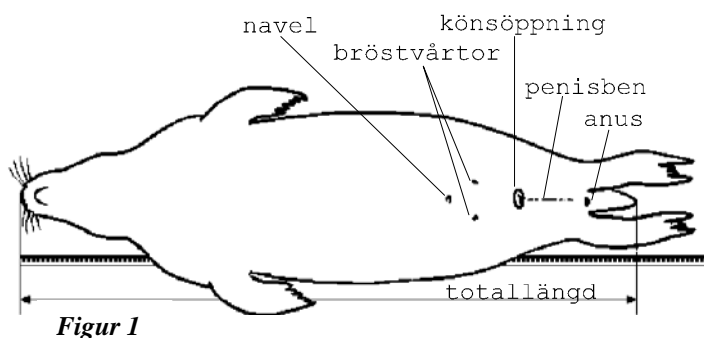 navel
könsöppning
bröstvårtor
penisben
anus
totallängd
Figur 1